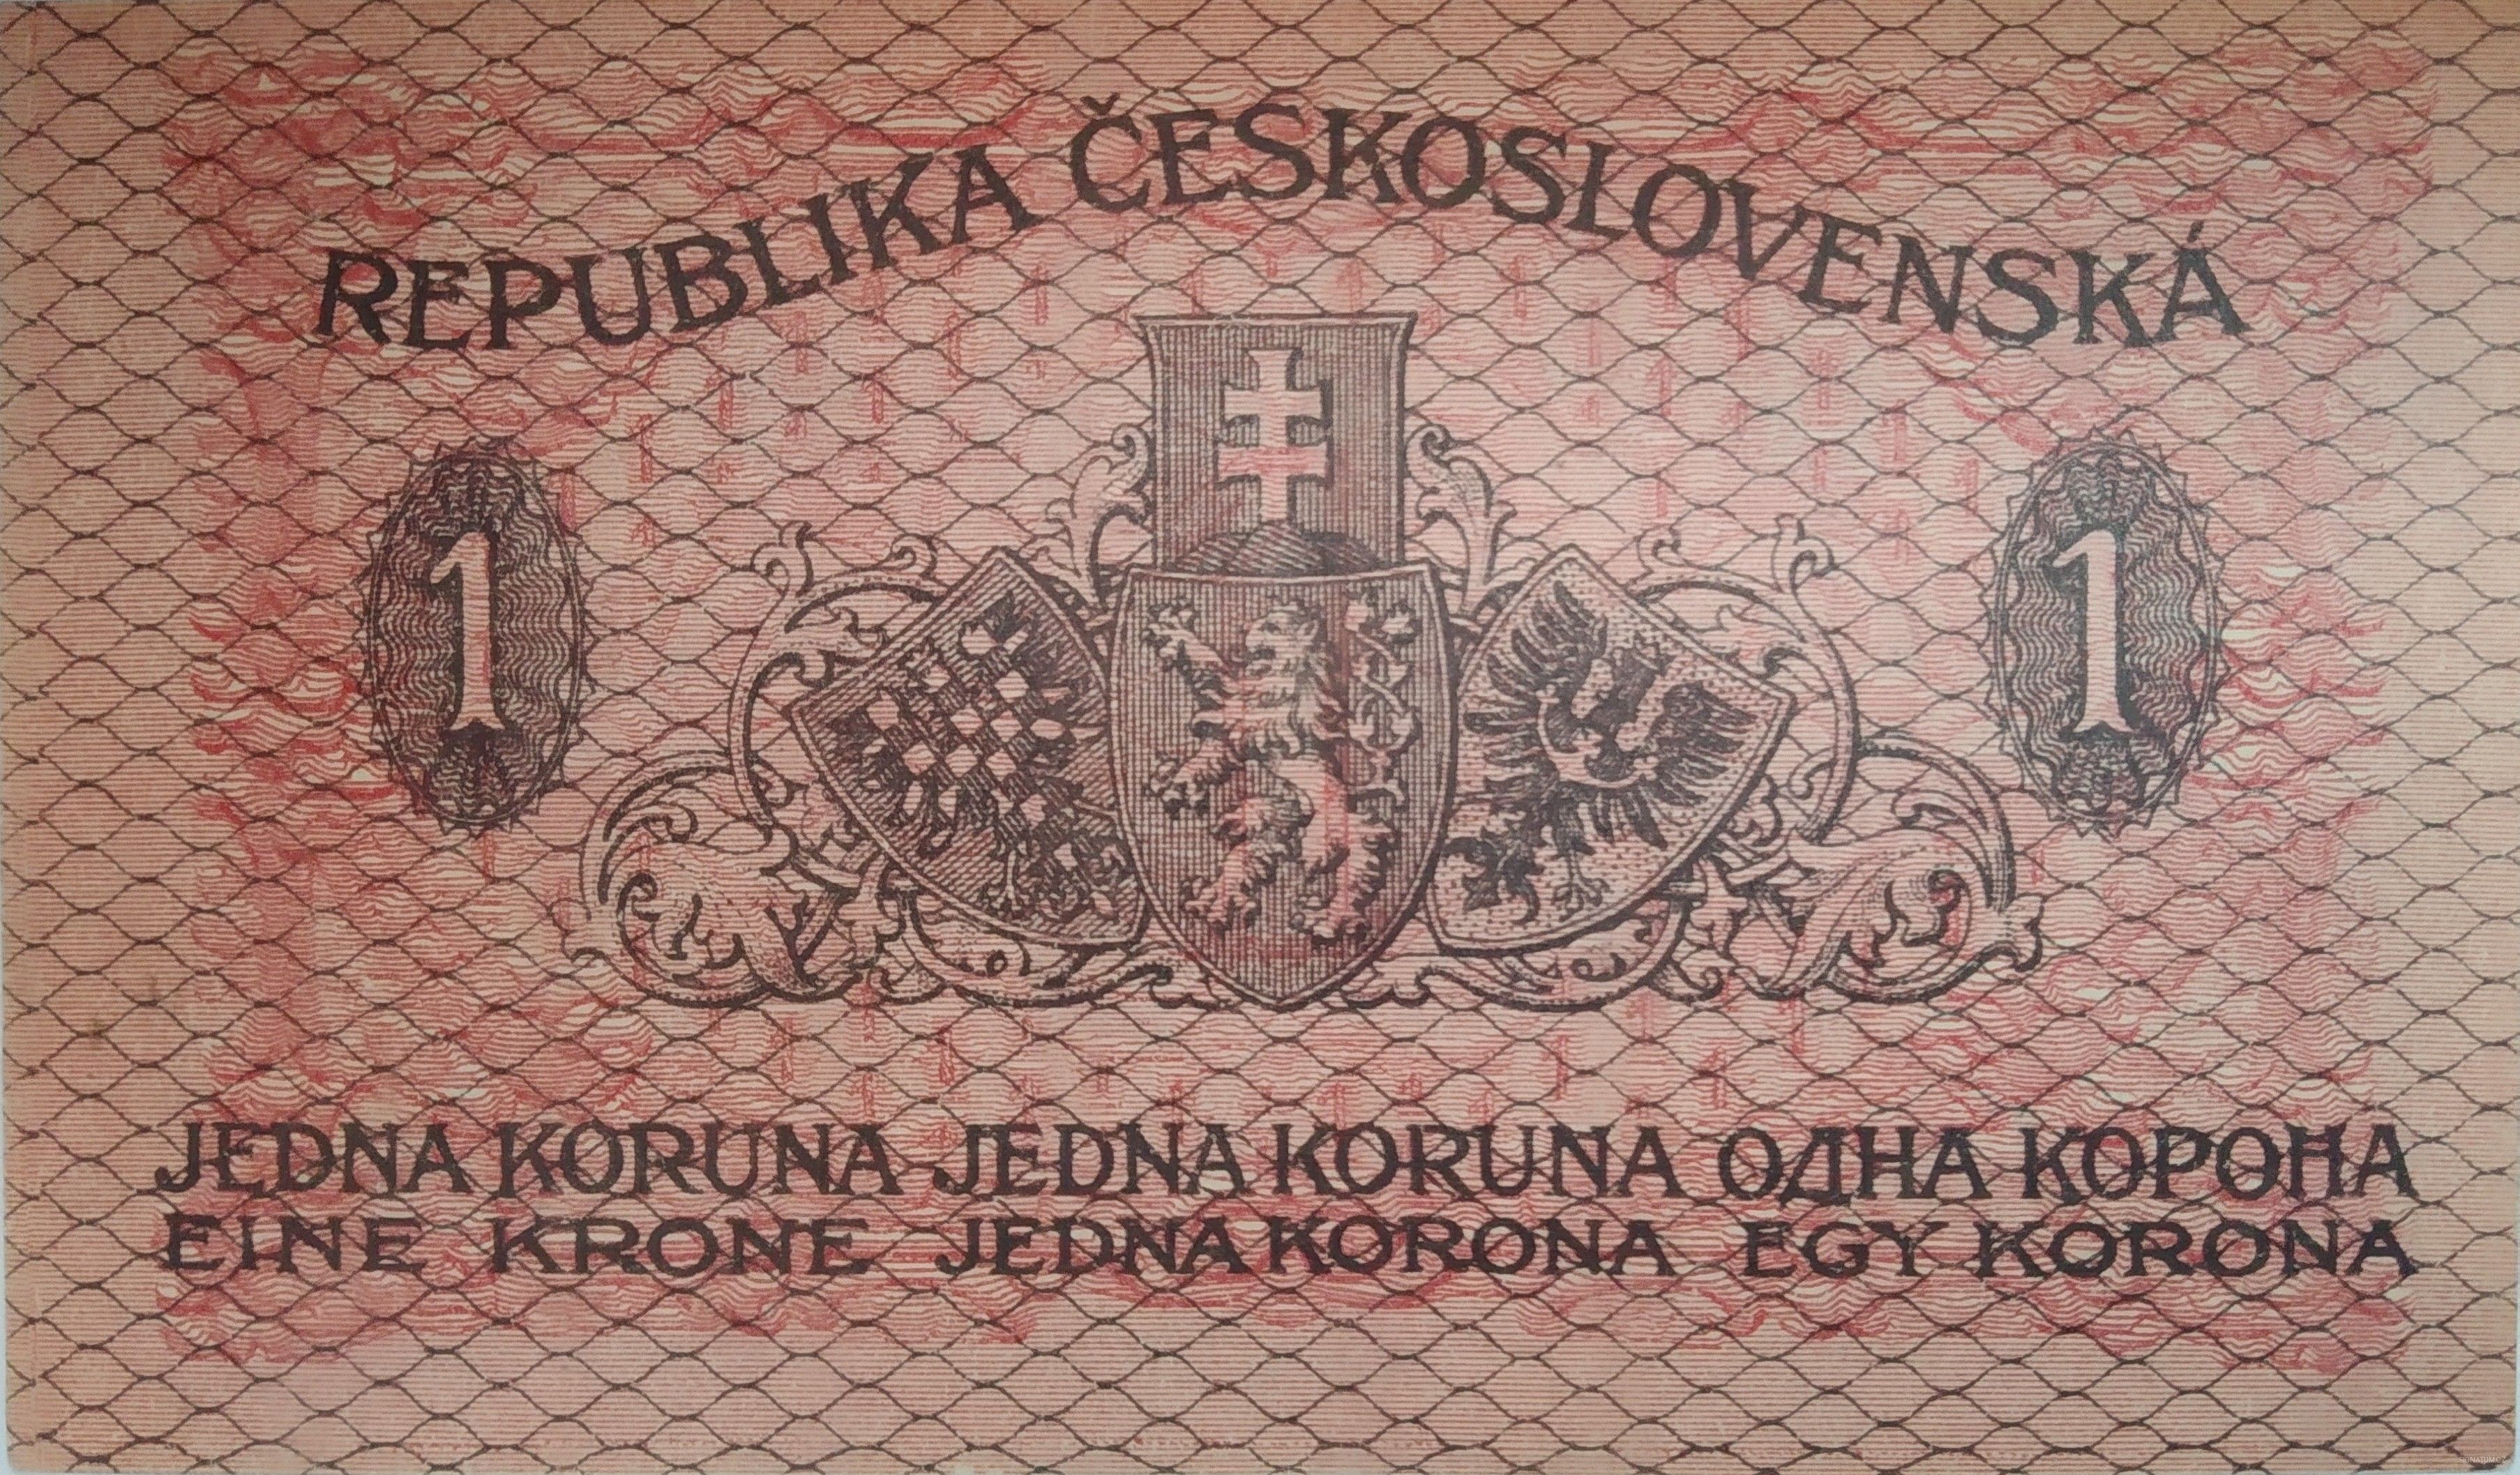 REPUBLIKA ČESKOSLOVENSKÁ
1 1
JEDNA KORUNA JEDNA KORUNA ОДНА КОРОНА
EINE KRONE JEDNA KORONA EGY KORONA